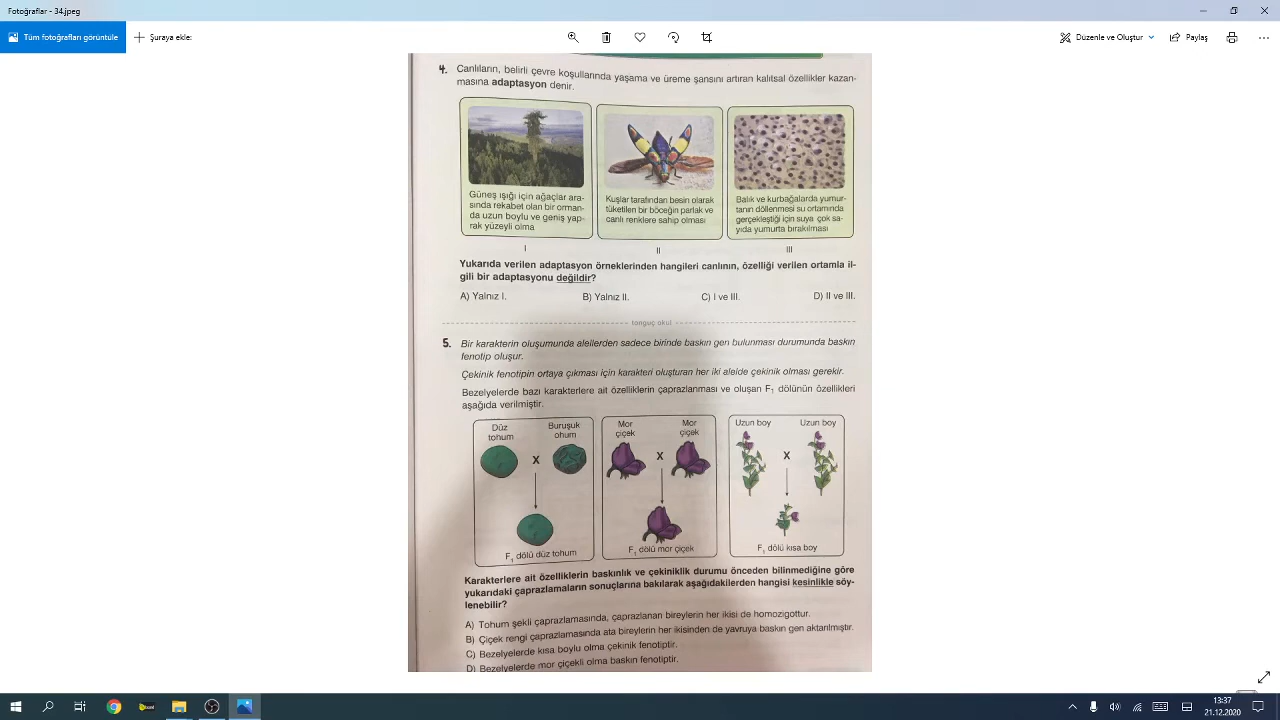 Fotoğraflar - 34.jpeg
Tüm fotoğrafları görüntüle
Şuraya ekle:
Düzenle ve Oluştur
Paylaş
4. Canlıların, belirli çevre koşullarında yaşama ve üreme şansını artıran kalıtsal özellikler kazan-
masına adaptasyon denir.
Güneş ışığı için ağaçlar ara-
sında rekabet olan bir orman-
da uzun boylu ve geniş yap-
rak yüzeyli olma
I
Kuşlar tarafından besin olarak
tüketilen bir böceğin parlak ve
canlı renklere sahip olması
II
Balık ve kurbağalarda yumur-
tanın döllenmesi su ortamında
gerçekleştiği için suya çok sa-
yıda yumurta bırakılması
III
Yukarıda verilen adaptasyon örneklerinden hangileri canlının, özelliği verilen ortamla il-
gili bir adaptasyonu değildir?
A) Yalnız I.
B) Yalnız II.
C) I ve III.
D) II ve III.
tonguç okul
5. Bir karakterin oluşumunda alellerden sadece birinde baskın gen bulunması durumunda baskın
fenotip oluşur.
Çekinik fenotipin ortaya çıkması için karakteri oluşturan her iki alelde çekinik olması gerekir.
Bezelyelerde bazı karakterlere ait özelliklerin çaprazlanması ve oluşan F1 dölünün özellikleri
aşağıda verilmiştir.
Düz
tohum
Buruşuk
ohum
X
F1 dölü düz tohum
Mor
çiçek
Mor
çiçek
X
F1 dölü mor çiçek
Uzun boy
Uzun boy
X
F1 dölü kısa boy
Karakterlere ait özelliklerin baskınlık ve çekiniklik durumu önceden bilinmediğine göre
yukarıdaki çaprazlamaların sonuçlarına bakılarak aşağıdakilerden hangisi kesinlikle söy-
lenebilir?
A) Tohum şekli çaprazlamasında, çaprazlanan bireylerin her ikisi de homozigottur.
B) Çiçek rengi çaprazlamasında ata bireylerin her ikisinden de yavruya baskın gen aktarılmıştır.
C) Bezelyelerde kısa boylu olma çekinik fenotiptir.
D) Bezelyelerde mor çiçekli olma baskın fenotiptir.
13:37
21.12.2020